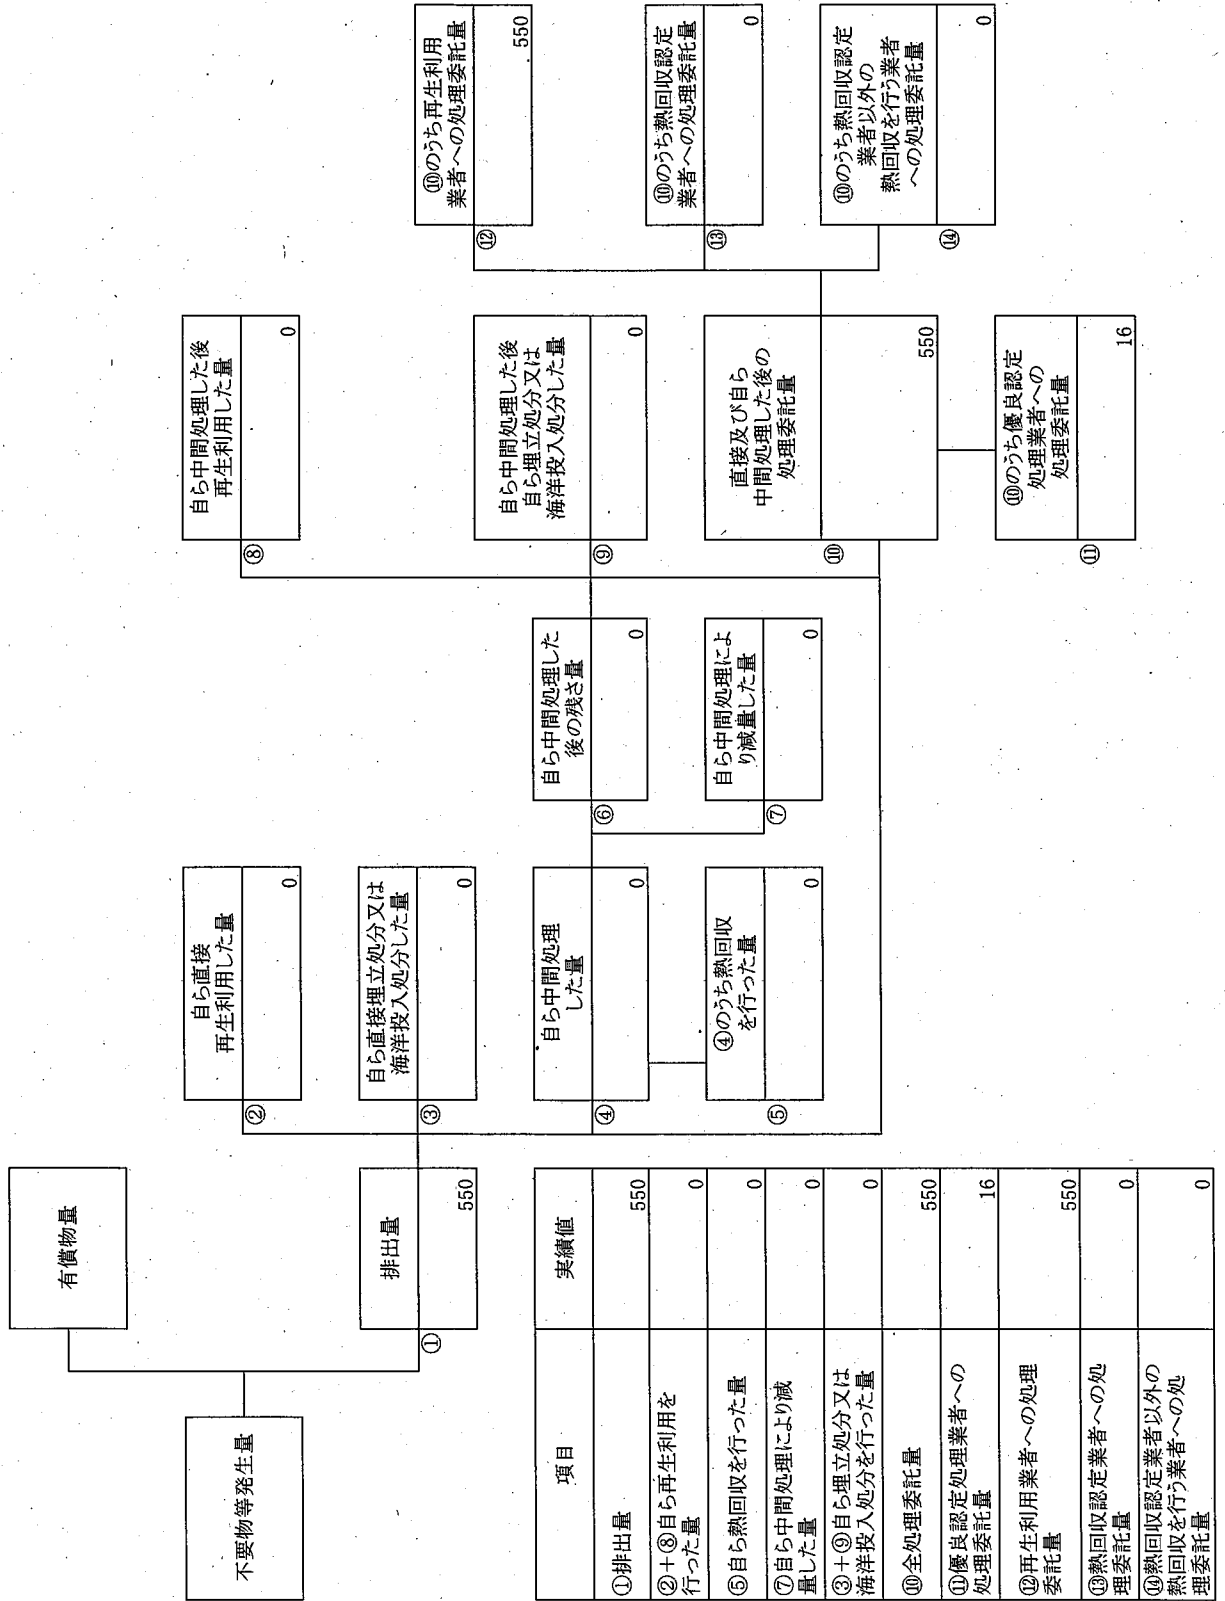 不要物等発生量
有償物量
①
排出量
550
②
自ら直接
再生利用した量
0
③
自ら直接埋立処分又は
海洋投入処分した量
0
④
自ら中間処理
した量
0
⑤
④のうち熱回収
を行った量
0
⑥
自ら中間処理した
後の残さ量
0
⑦
自ら中間処理によ
り減量した量
0
⑧
自ら中間処理した後
再生利用した量
0
⑨
自ら中間処理した後
自ら埋立処分又は
海洋投入処分した量
0
⑩
直接及び自ら
中間処理した後の
処理委託量
550
⑪
⑩のうち優良認定
処理業者への
処理委託量
16
⑫
⑩のうち再生利用
業者への処理委託量
550
⑬
⑩のうち熱回収認定
業者への処理委託量
0
⑭
⑩のうち熱回収認定
業者以外の
熱回収を行う業者
への処理委託量
0
項目 実績値
①排出量 550
②+⑧自ら再生利用を
行った量 0
⑤自ら熱回収を行った量 0
⑦自ら中間処理により減
量した量 0
③+⑨自ら埋立処分又は
海洋投入処分を行った量 0
⑩全処理委託量 550
⑪優良認定処理業者への
処理委託量 16
⑫再生利用業者への処理
委託量 550
⑬熱回収認定業者への処
理委託量 0
⑭熱回収認定業者以外の
熱回収を行う業者への処
理委託量 0